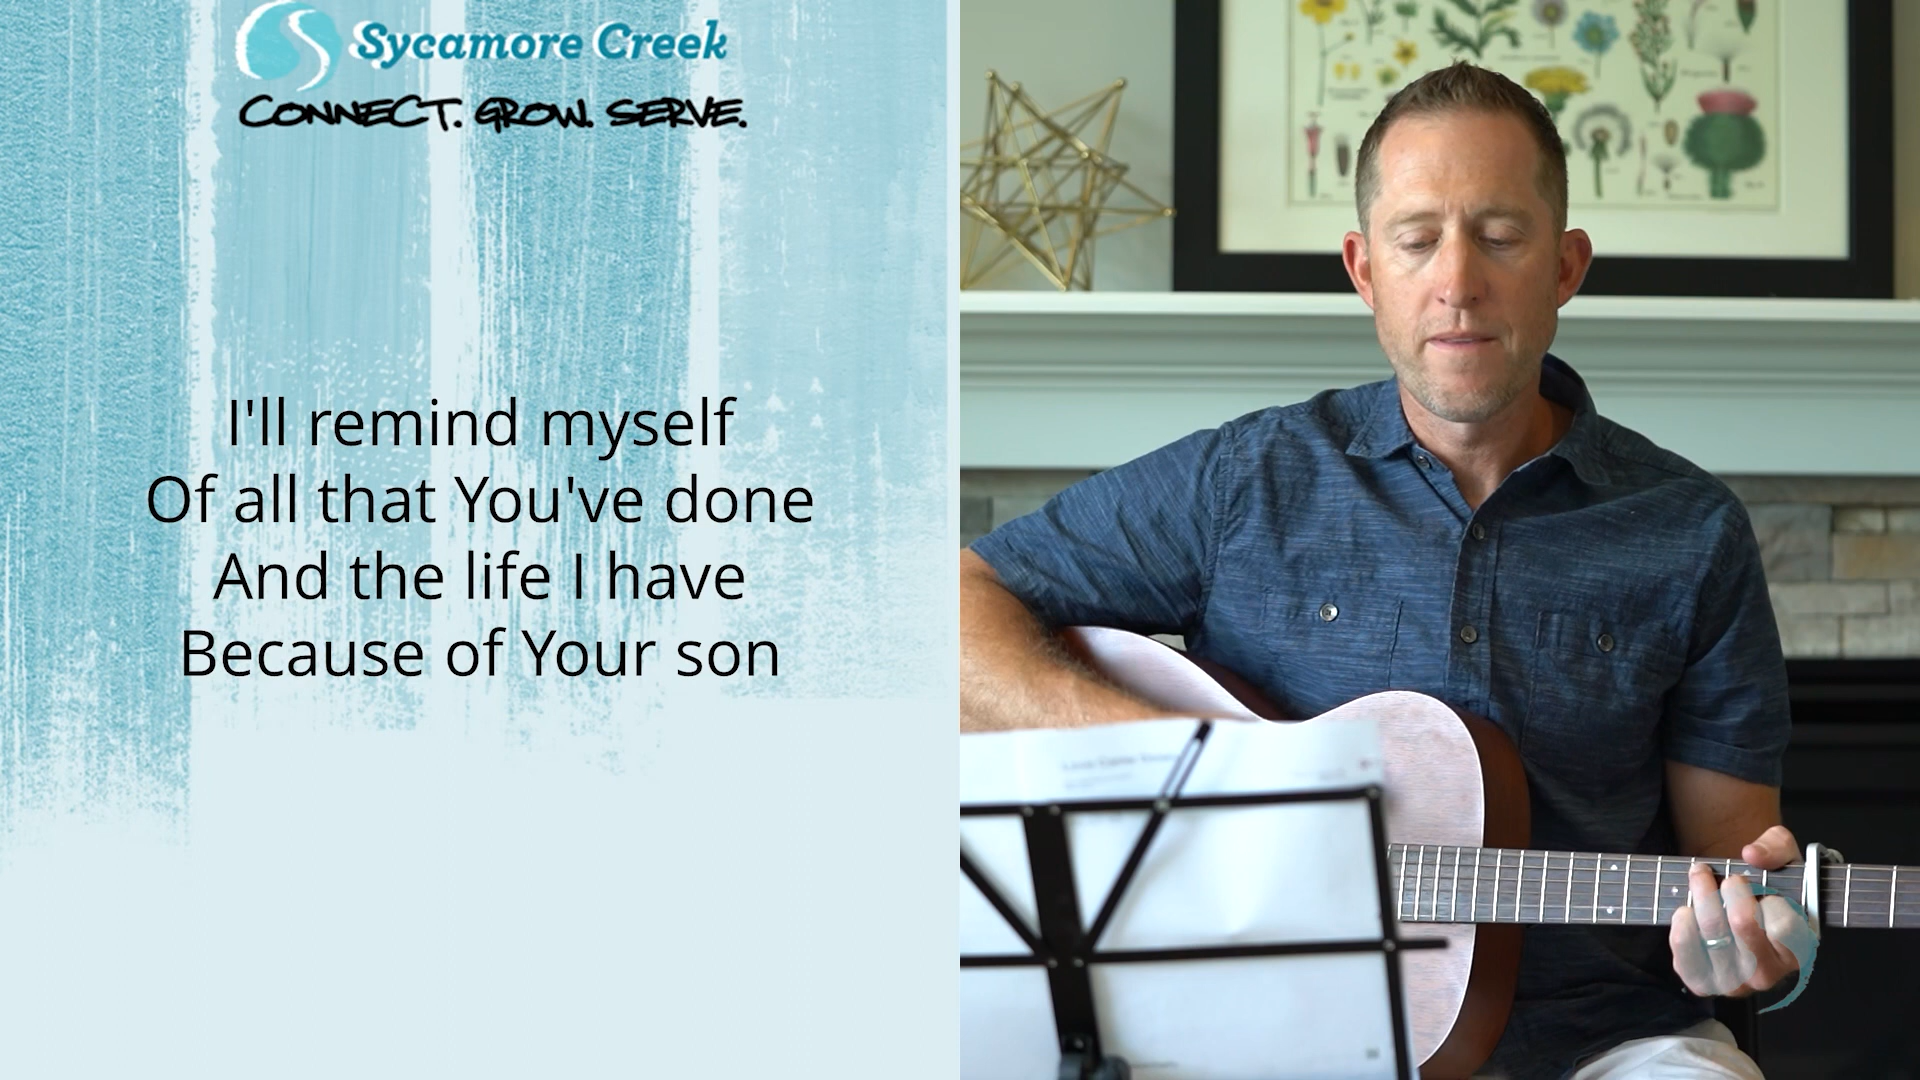 Sycamore Creek
CONNECT. GROW. SERVE.
I'll remind myself
Of all that You've done
And the life I have
Because of Your son